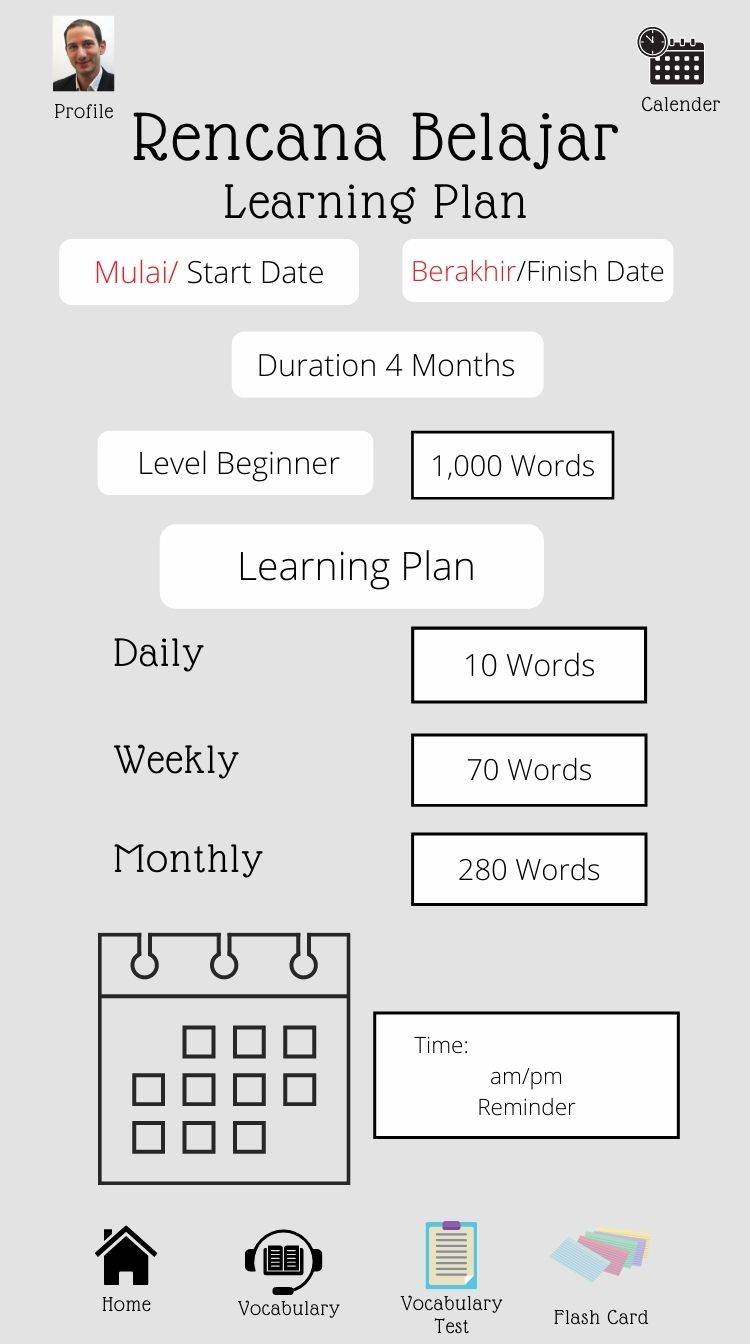 Profile
Calender
Rencana Belajar
Learning Plan
Mulai/ Start Date
Berakhir/Finish Date
Duration 4 Months
Level Beginner
1,000 Words
Learning Plan
Daily
10 Words
Weekly
70 Words
Monthly
280 Words
Time:
am/pm
Reminder
Home
Vocabulary
Vocabulary
Test
Flash Card